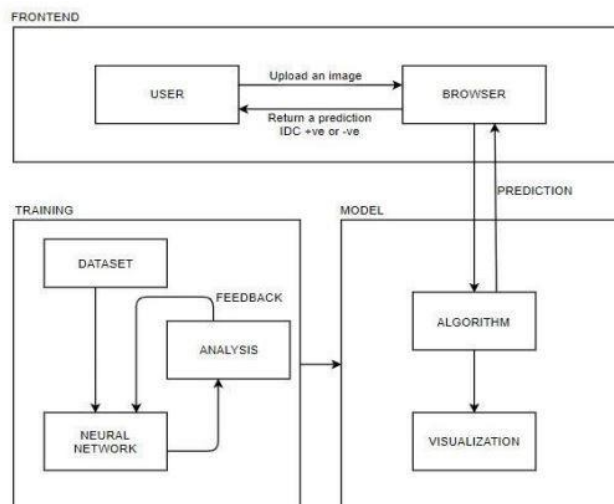 FRONTEND
USER
Upload an image
BROWSER
Return a prediction
IDC +ve or -ve
PREDICTION
TRAINING
MODEL
DATASET
FEEDBACK
ANALYSIS
ALGORITHM
NEURAL
NETWORK
VISUALIZATION